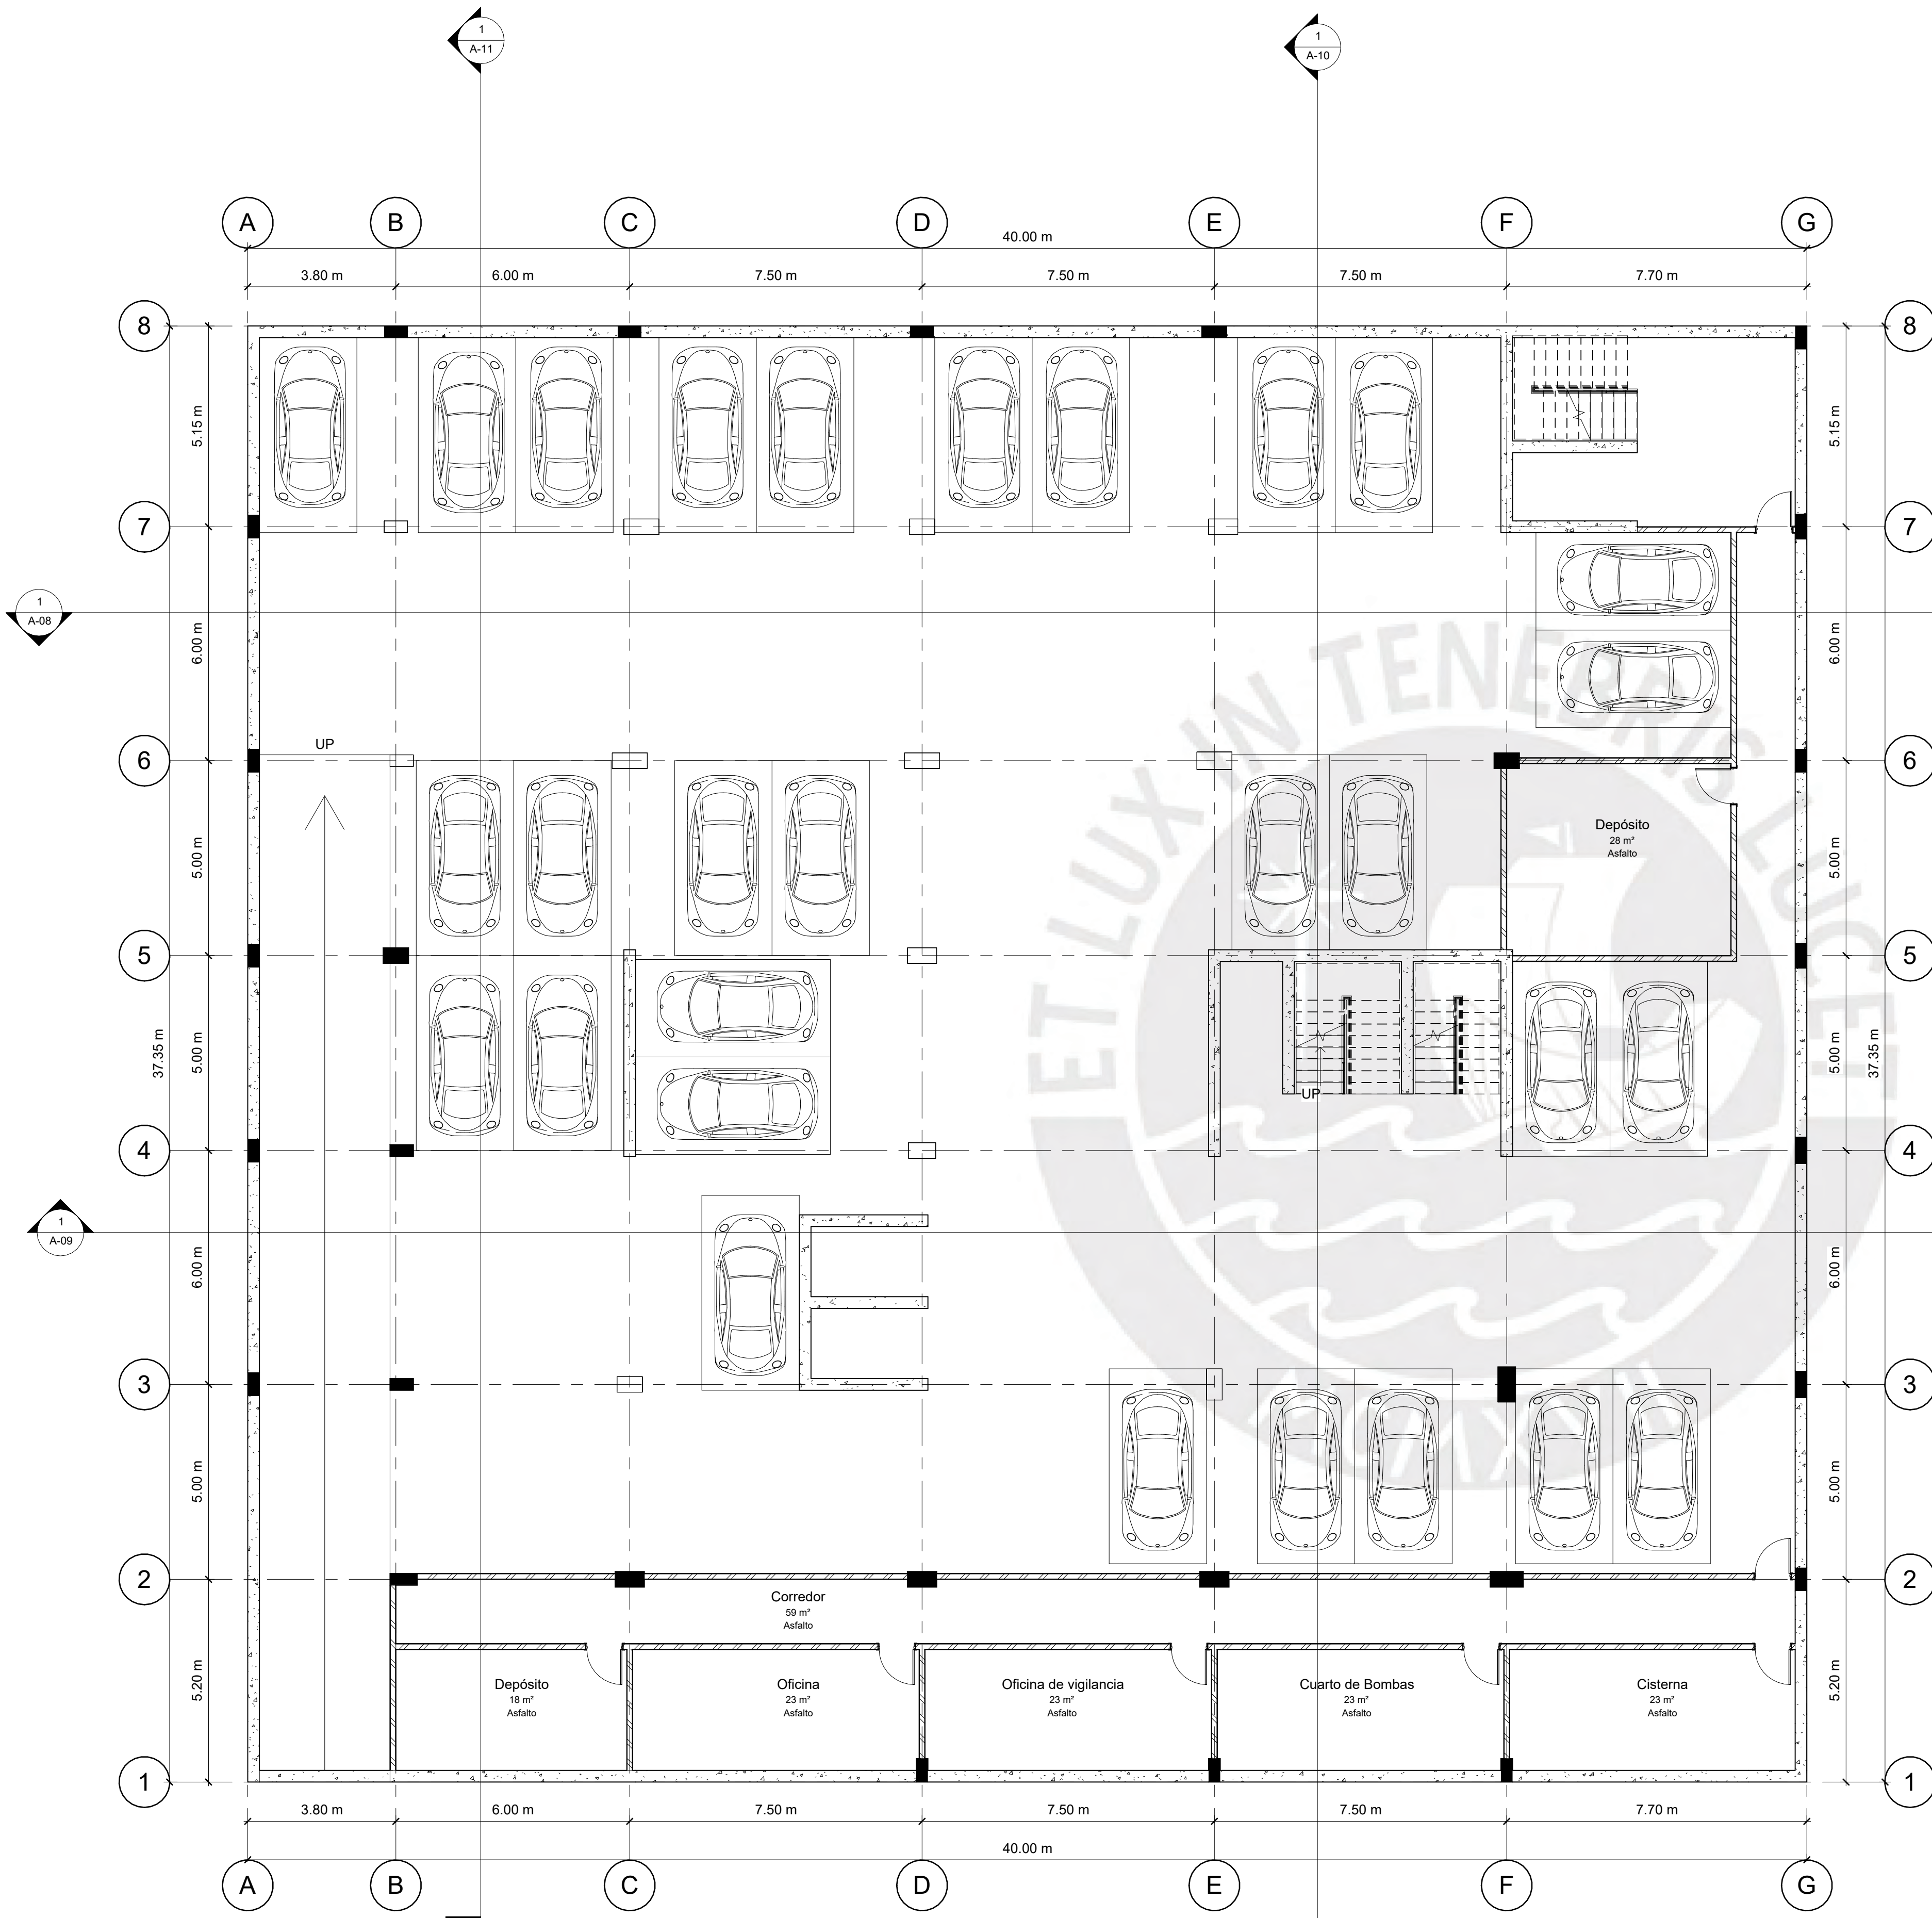 1
A-11
1
A-10
A
B
C
D
E
F
G
40.00 m
3.80 m
6.00 m
7.50 m
7.50 m
7.50 m
7.70 m
8
8
5.15 m
5.15 m
7
7
1
A-08
6.00 m
6.00 m
ET LUX IN TENEBRIS LUCET
UP
6
6
Depósito
28 m²
Asfalto
5.00 m
5.00 m
5
5
37.35 m
5.00 m
5.00 m
37.35 m
UP
4
4
1
A-09
6.00 m
6.00 m
3
3
5.00 m
5.00 m
2
2
Corredor
59 m²
Asfalto
5.20 m
5.20 m
Depósito
18 m²
Asfalto
Oficina
23 m²
Asfalto
Oficina de vigilancia
23 m²
Asfalto
Cuarto de Bombas
23 m²
Asfalto
Cisterna
23 m²
Asfalto
1
1
3.80 m
6.00 m
7.50 m
7.50 m
7.50 m
7.70 m
40.00 m
A
B
C
D
E
F
G